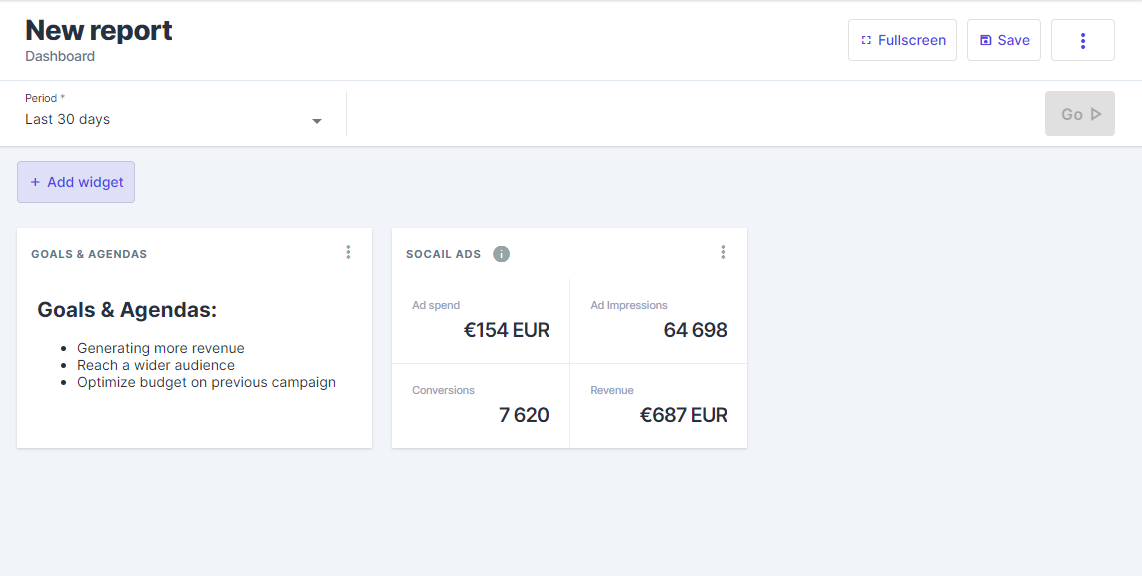 New report
Dashboard
Fullscreen
Save
Period *
Last 30 days
Go
+ Add widget
GOALS & AGENDAS
Goals & Agendas:
• Generating more revenue
• Reach a wider audience
• Optimize budget on previous campaign
SOCAIL ADS
Ad spend
€154 EUR
Ad Impressions
64 698
Conversions
7 620
Revenue
€687 EUR